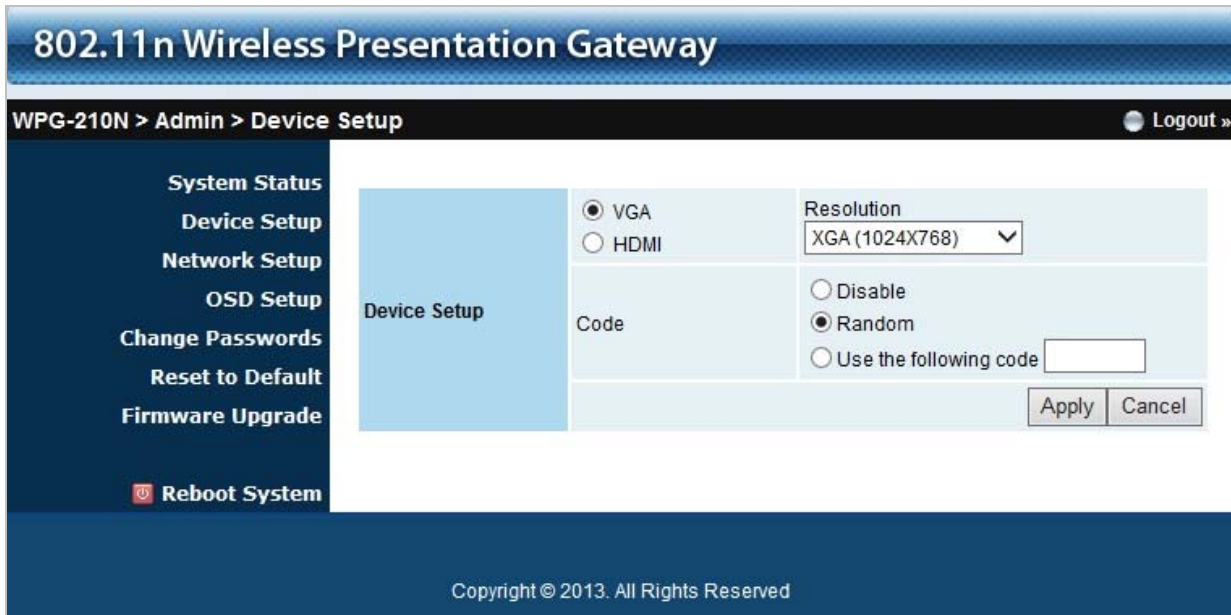 802.11n Wireless Presentation Gateway
WPG-210N > Admin > Device Setup
Logout »
System Status
Device Setup
Network Setup
OSD Setup
Change Passwords
Reset to Default
Firmware Upgrade
Reboot System
Device Setup
VGA
HDMI
Resolution
XGA (1024X768)
Code
Disable
Random
Use the following code
Apply
Cancel
Copyright © 2013. All Rights Reserved